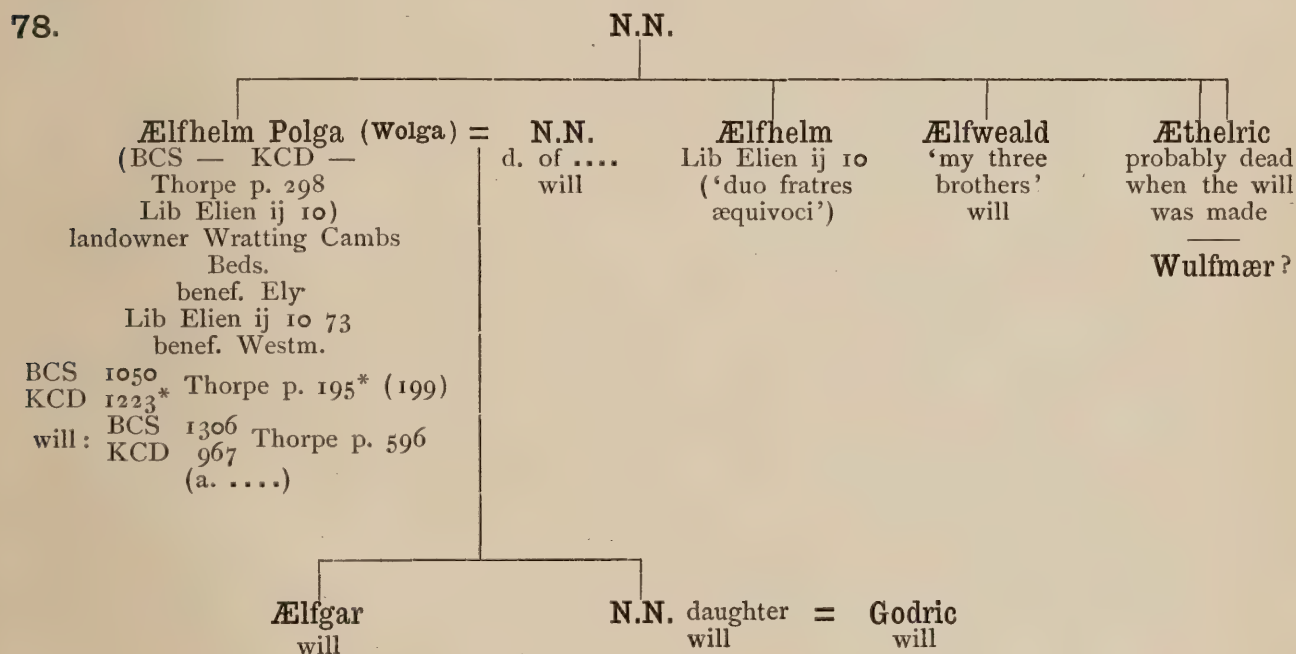 78.
N.N.
Ælfhelm Polga (Wolga) = N.N.
(BCS — KCD —
Thorpe p. 298
Lib Elien ij 10)
landowner Wratting Cambs
Beds.
benef. Ely
Lib Elien ij 10 73
benef. Westm.
BCS 1050
KCD 1223* Thorpe p. 195* (199)
will: BCS 1306
KCD 967 Thorpe p. 596
(a. ....)
d. of ....
will
Ælfhelm
Lib Elien ij 10
(‘duo fratres
æquivoci’)
Ælfweald
‘my three
brothers’
will
Æthelric
probably dead
when the will
was made
Wulfmær?
Ælfgar
will
N.N. daughter = Godric
will
will